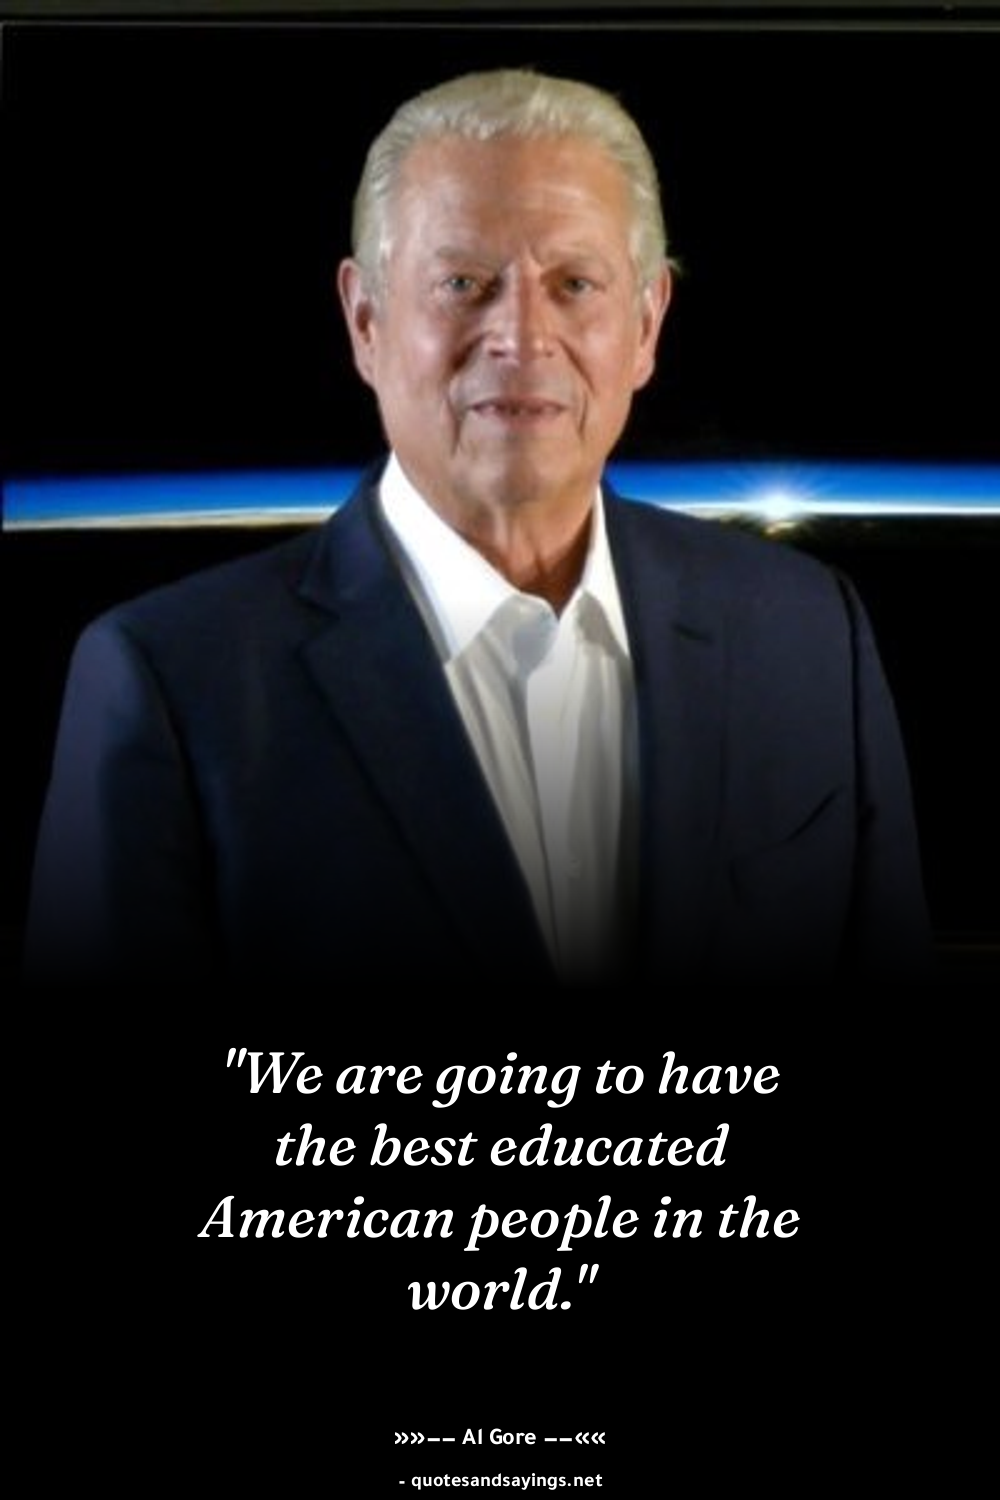 "We are going to have
the best educated
American people in the
world."
»»–– Al Gore ––««
- quotesandsayings.net